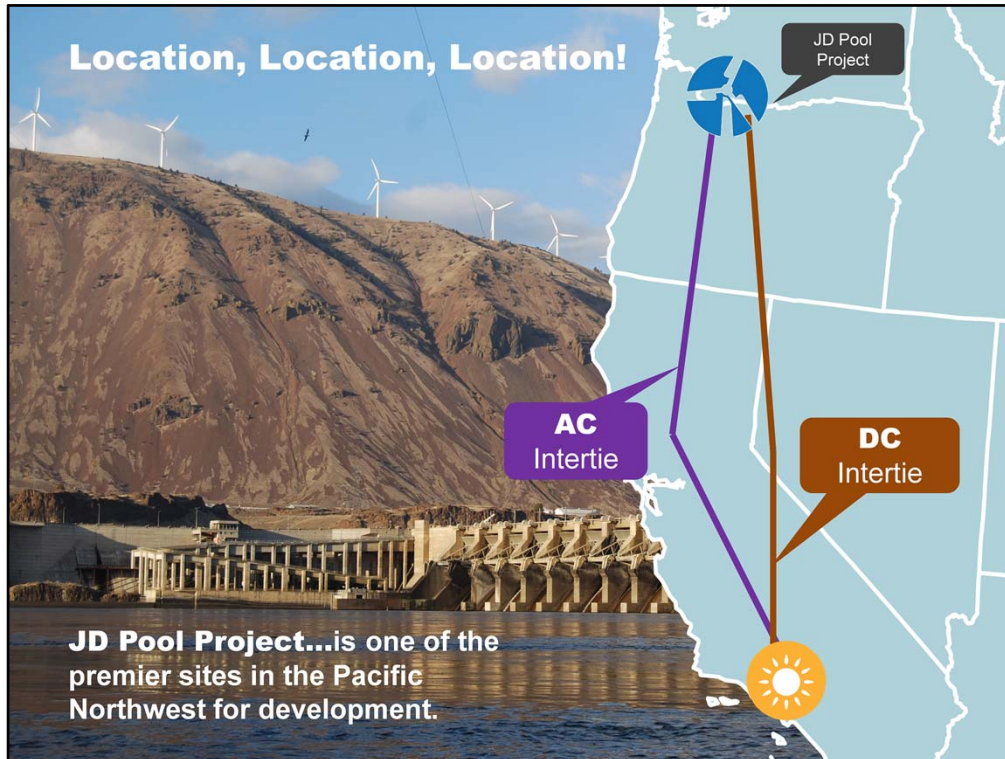 Location, Location, Location!
JD Pool
Project
AC
Intertie
DC
Intertie
JD Pool Project...is one of the
premier sites in the Pacific
Northwest for development.